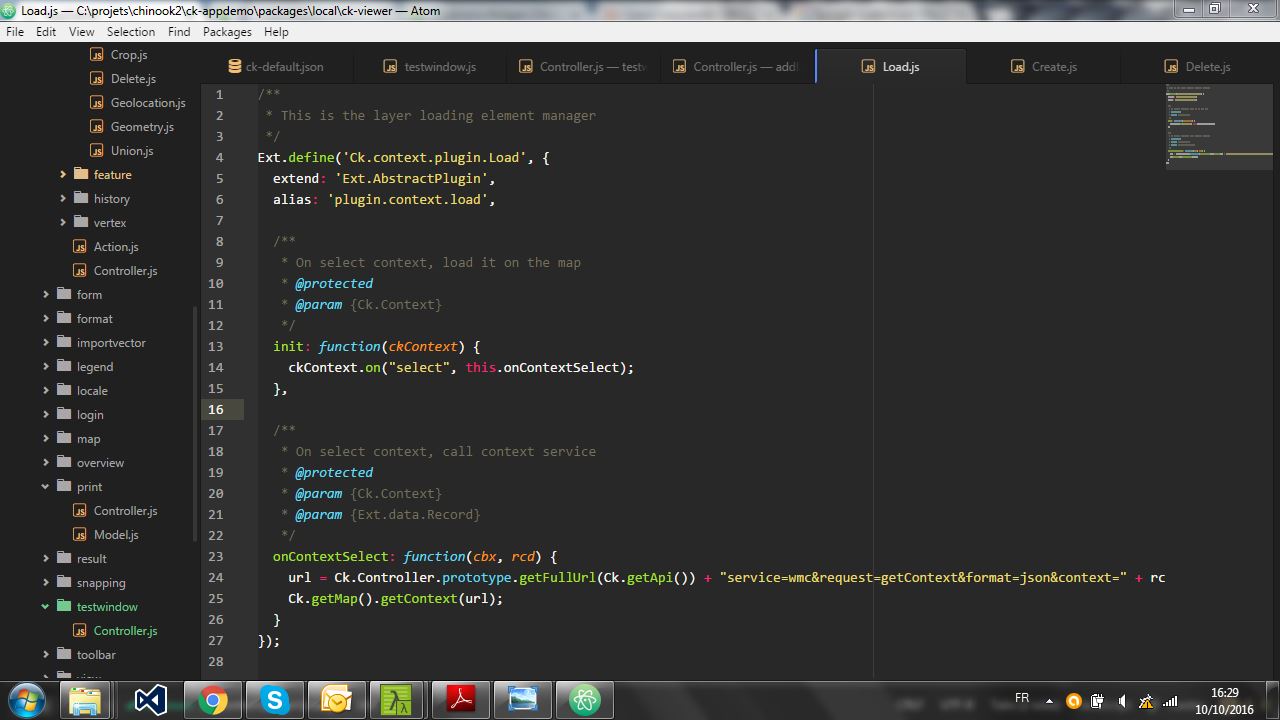 Load.js — C:\projets\chinook2\ck-appdemo\packages\local\ck-viewer — Atom
File Edit View Selection Find Packages Help
Crop.js
Delete.js
Geolocation.js
Geometry.js
Union.js
feature
history
vertex
Action.js
Controller.js
form
format
importvector
legend
locale
login
map
overview
print
Controller.js
Model.js
result
snapping
testwindow
Controller.js
toolbar
ck-default.json testwindow.js Controller.js — testw Controller.js — add Load.js Create.js Delete.js
1 /**
2 * This is the layer loading-element manager
3 */
4 Ext.define('Ck.context.plugin.Load', {
5 extend: 'Ext.AbstractPlugin',
6 alias: 'plugin.context.load',
7
8 /**
9 * On select context, load it on the map
10 * @protected
11 * @param {Ck.Context}
12 */
13 init: function(ckContext) {
14 ckContext.on("select", this.onContextSelect);
15 },
16
17 /**
18 * On select context, call context service
19 * @protected
20 * @param {Ck.Context}
21 * @param {Ext.data.Record}
22 */
23 onContextSelect: function(cbx, rcd) {
24 url = Ck.Controller.prototype.getFullUrl(Ck.getApi()) + "service=wmc&request=getContext&format=json&context=" + rc
25 Ck.getMap().getContext(url);
26 }
27 });
28
FR
16:29
10/10/2016